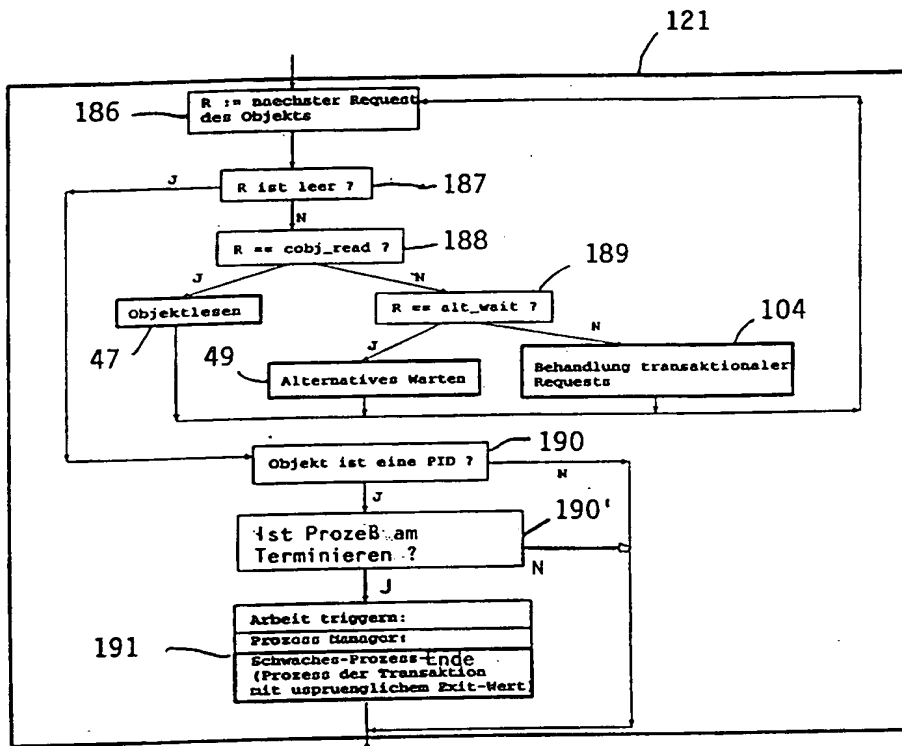 121
186
R := naechster Request
des Objekts
J
R ist leer ?
187
N
R == cobj_read ?
188
J
N
189
Objektlesen
R == alt_wait ?
104
47
49
J
N
Alternatives Warten
Behandlung transaktionaler
Requests
190
Objekt ist eine PID ?
N
J
190'
Ist Prozeß am
Terminieren ?
N
J
191
Arbeit triggern:
Prozess Manager:
Schwaches-Prozess-Ende
(Prozess der Transaktion
mit uspruenglichem Exit-Wert)